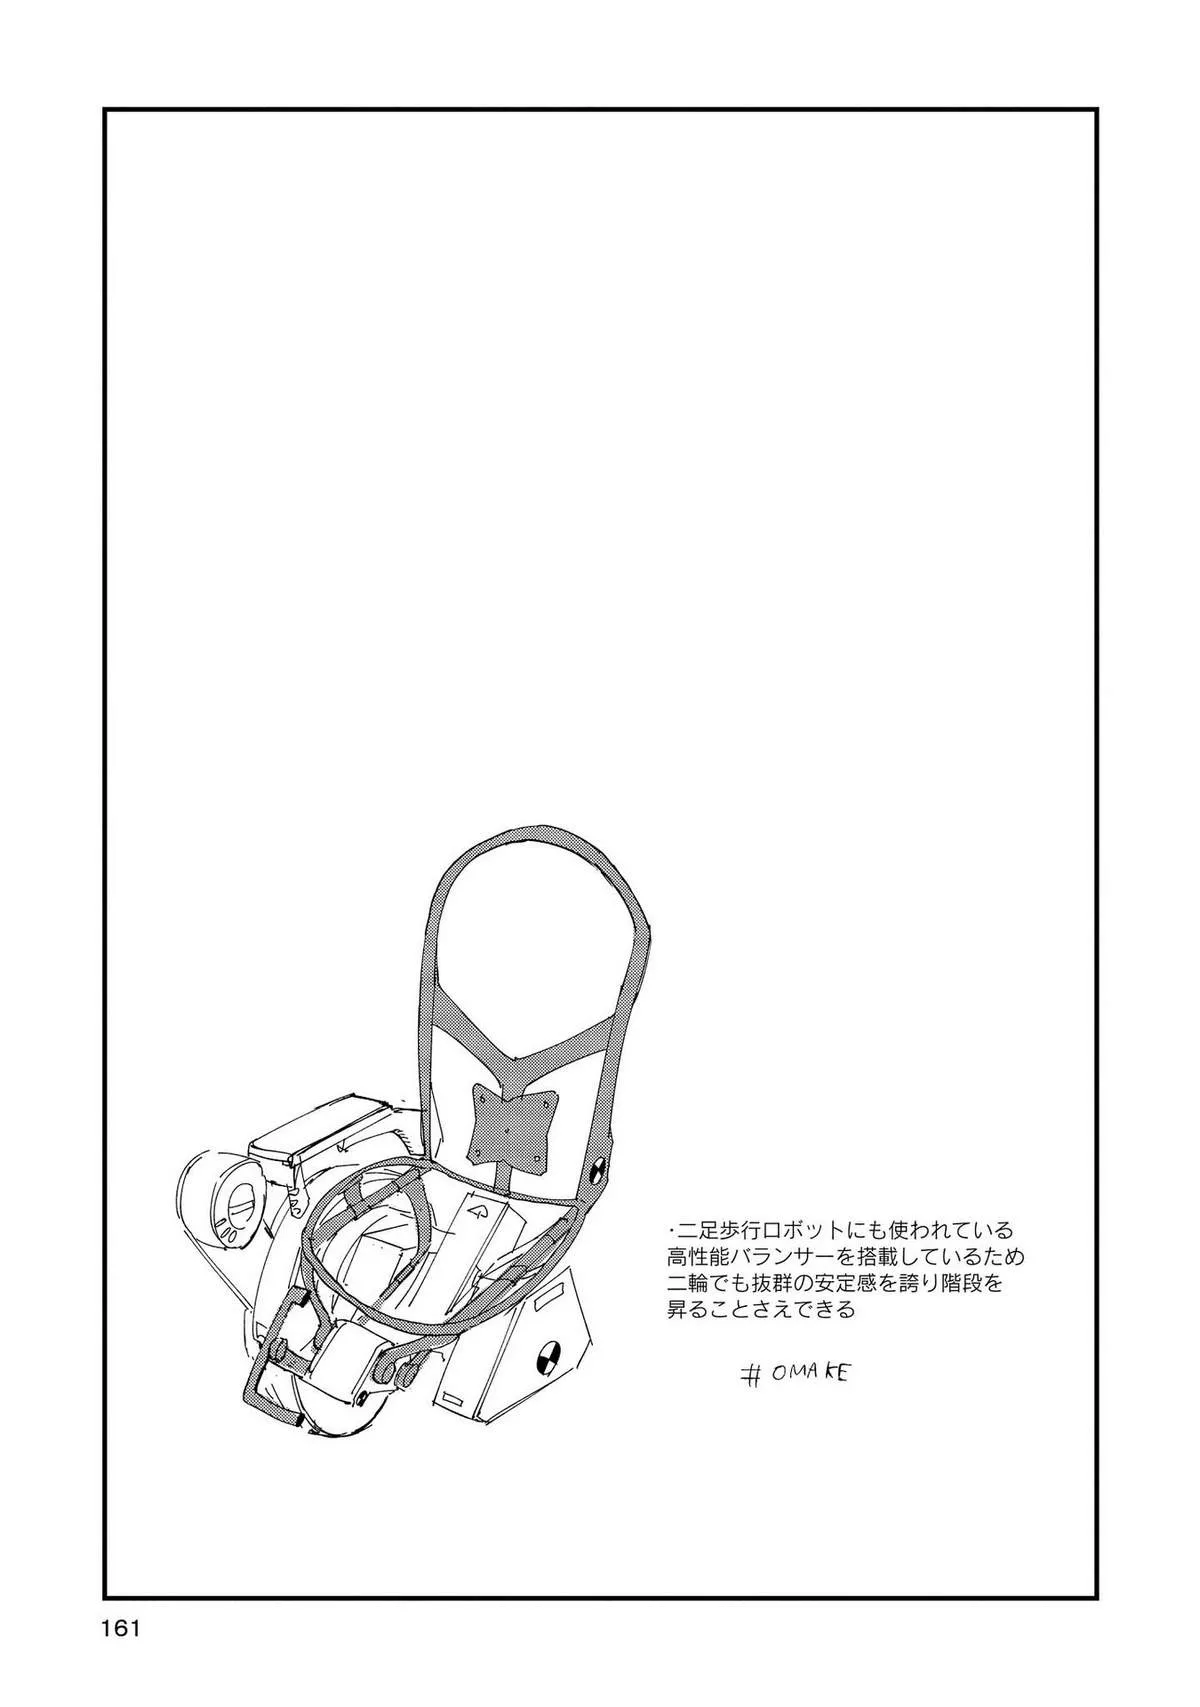 ・二足歩行ロボットにも使われている
高性能バランサーを搭載しているため
二輪でも抜群の安定感を誇り階段を
昇ることさえできる
# OMAKE
161